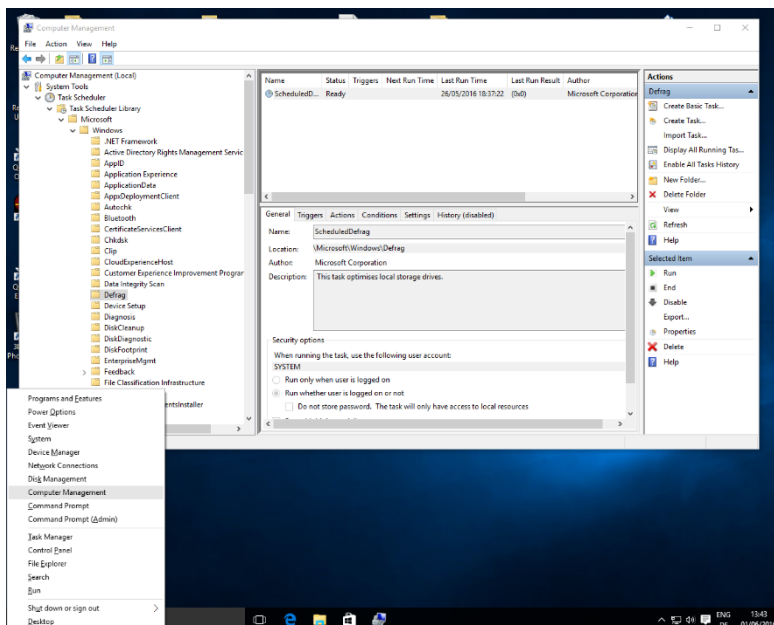 Computer Management
File Action View Help
Computer Management (Local)
System Tools
Task Scheduler
Task Scheduler Library
Microsoft
Windows
.NET Framework
Active Directory Rights Management Servic
AppID
Application Experience
ApplicationData
AppxDeploymentClient
Autochk
Bluetooth
CertificateServicesClient
Chkdsk
Clip
CloudExperienceHost
Customer Experience Improvement Prograr
Data Integrity Scan
Defrag
Device Setup
Diagnosis
DiskCleanup
DiskDiagnostic
DiskFootprint
EnterpriseMgmt
Feedback
File Classification Infrastructure
entsInstaller
Name Status Triggers Next Run Time Last Run Time Last Run Result Author
ScheduledD... Ready 26/05/2016 18:37:22 (0x0) Microsoft Corporation
General Triggers Actions Conditions Settings History (disabled)
Name: ScheduledDefrag
Location: \Microsoft\Windows\Defrag
Author: Microsoft Corporation
Description: This task optimises local storage drives.
Security options
When running the task, use the following user account:
SYSTEM
Run only when user is logged on
Run whether user is logged on or not
Do not store password. The task will only have access to local resources
Actions
Defrag
Create Basic Task...
Create Task...
Import Task...
Display All Running Tas...
Enable All Tasks History
New Folder...
Delete Folder
View
Refresh
Help
Selected Item
Run
End
Disable
Export...
Properties
Delete
Help
Programs and Features
Power Options
Event Viewer
System
Device Manager
Network Connections
Disk Management
Computer Management
Command Prompt
Command Prompt (Admin)
Task Manager
Control Panel
File Explorer
Search
Run
Shut down or sign out
Desktop
ENG 13:43